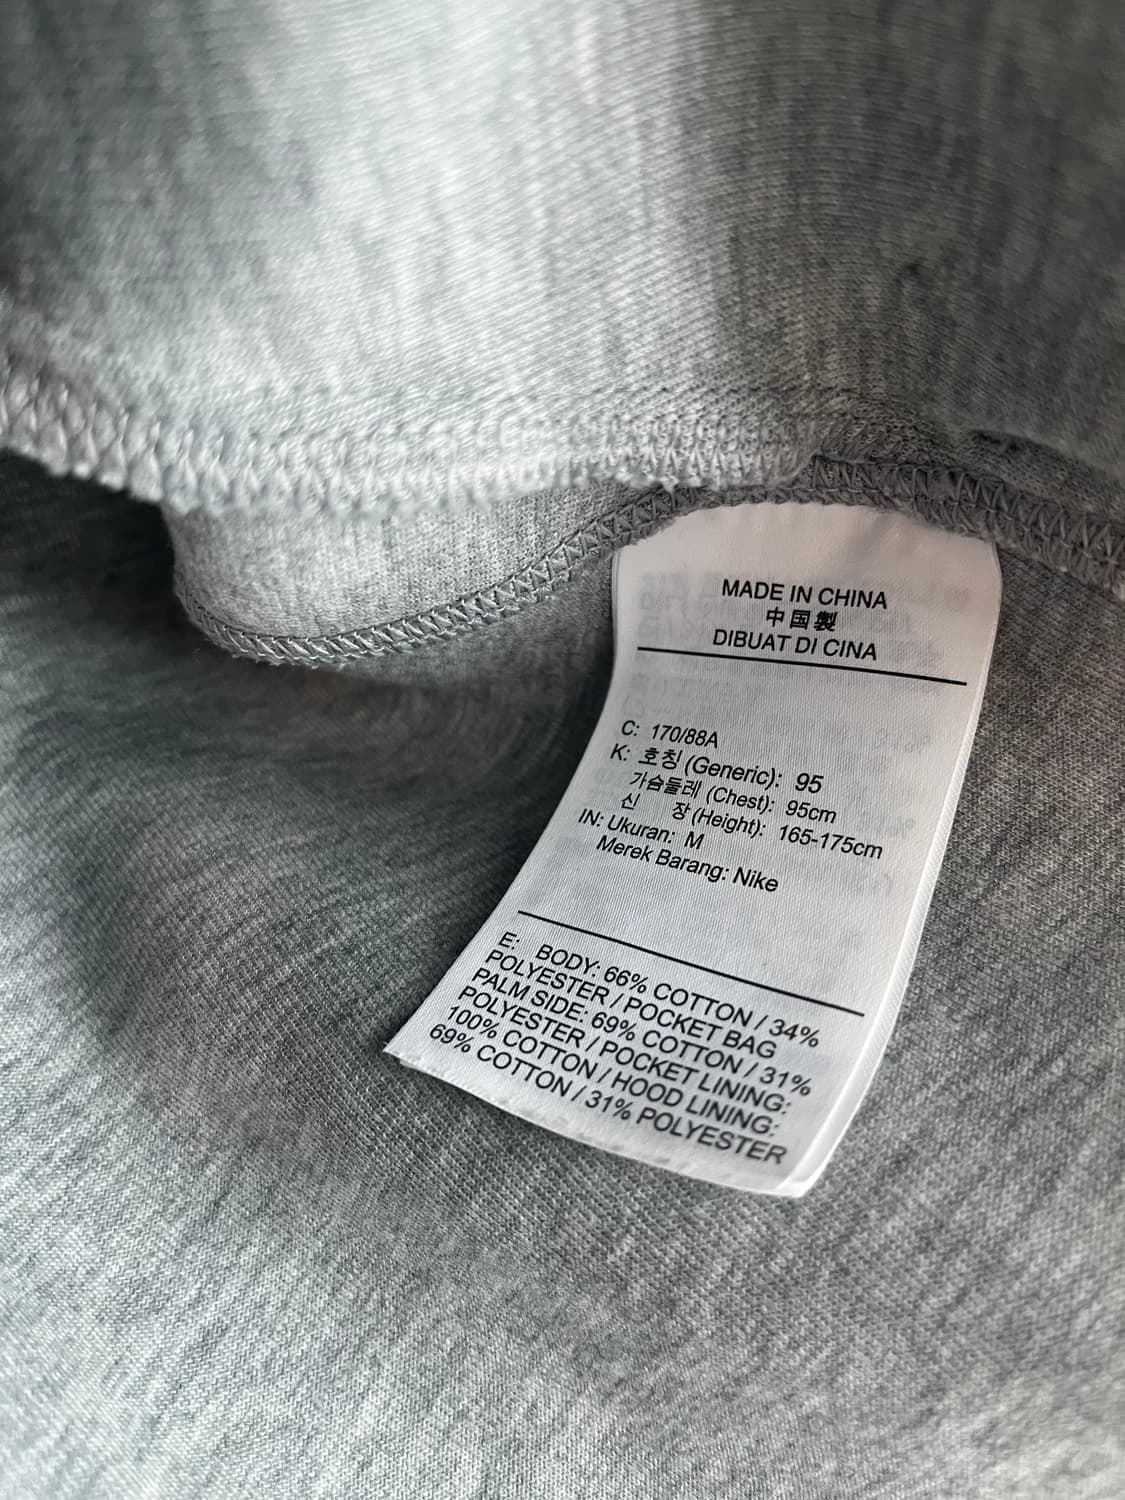 MADE IN CHINA
中国製
DIBUAT DI CINA
C: 170/88A
K: 호칭 (Generic): 95
가슴둘레 (Chest): 95cm
신 장 (Height): 165-175cm
IN: Ukuran: M
Merek Barang: Nike
E: BODY: 66% COTTON / 34%
POLYESTER / POCKET BAG
PALM SIDE: 69% COTTON / 31%
POLYESTER / POCKET LINING:
100% COTTON / HOOD LINING:
69% COTTON / 31% POLYESTER